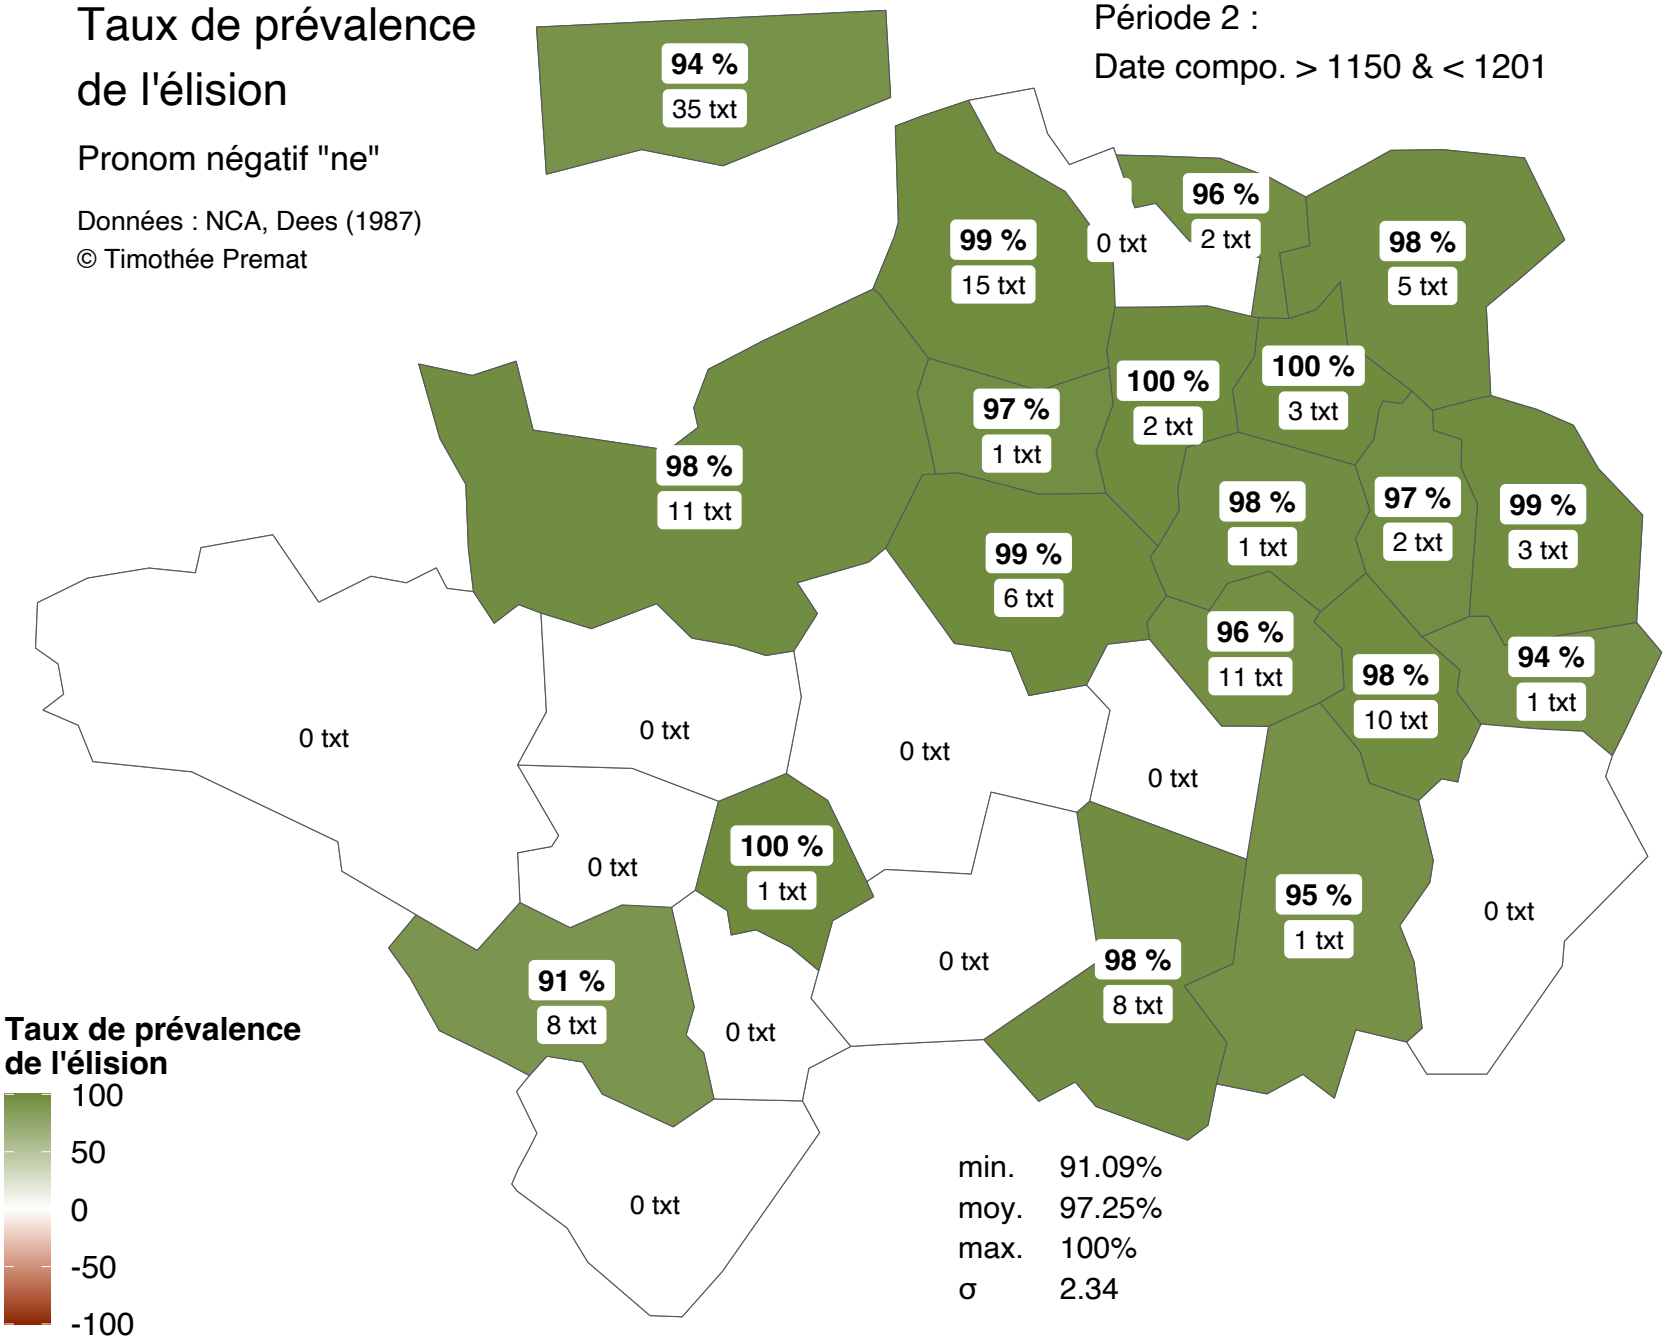 Taux de prévalence
de l'élision
Pronom négatif "ne"
Données : NCA, Dees (1987)
© Timothée Premat
Période 2 :
Date compo. > 1150 & < 1201
94 %
35 txt
96 %
2 txt
99 %
15 txt
0 txt
98 %
5 txt
100 %
3 txt
100 %
2 txt
97 %
1 txt
98 %
11 txt
98 %
1 txt
97 %
2 txt
99 %
3 txt
99 %
6 txt
96 %
11 txt
98 %
10 txt
94 %
1 txt
0 txt
0 txt
0 txt
0 txt
100 %
1 txt
0 txt
95 %
1 txt
0 txt
98 %
8 txt
0 txt
91 %
8 txt
0 txt
0 txt
Taux de prévalence
de l'élision
100
50
0
-50
-100
min. 91.09%
moy. 97.25%
max. 100%
σ 2.34